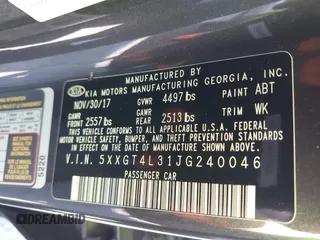 MANUFACTURED BY
KIA KIA MOTORS MANUFACTURING GEORGIA, INC.
NOV/30/17 GVWR 4497 lbs PAINT ABT
GAWR FRONT 2557 lbs GAWR REAR 2513 lbs TRIM WK
THIS VEHICLE CONFORMS TO ALL APPLICABLE
U.S.A. FEDERAL MOTOR VEHICLE
SAFETY, BUMPER, AND THEFT PREVENTION
STANDARDS IN EFFECT ON THE DATE OF
MANUFACTURE SHOWN ABOVE.
V.I.N. 5XXGT4L31JG240046
PASSENGER CAR
S220
DREAMBID